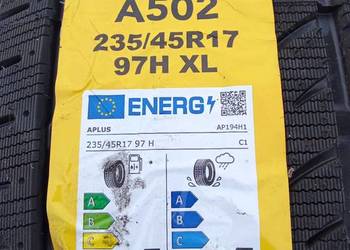 A502
235/45R17
97H XL
ENERG
APLUS AP194H1
235/45R17 97 H C1
A A
B B
C C